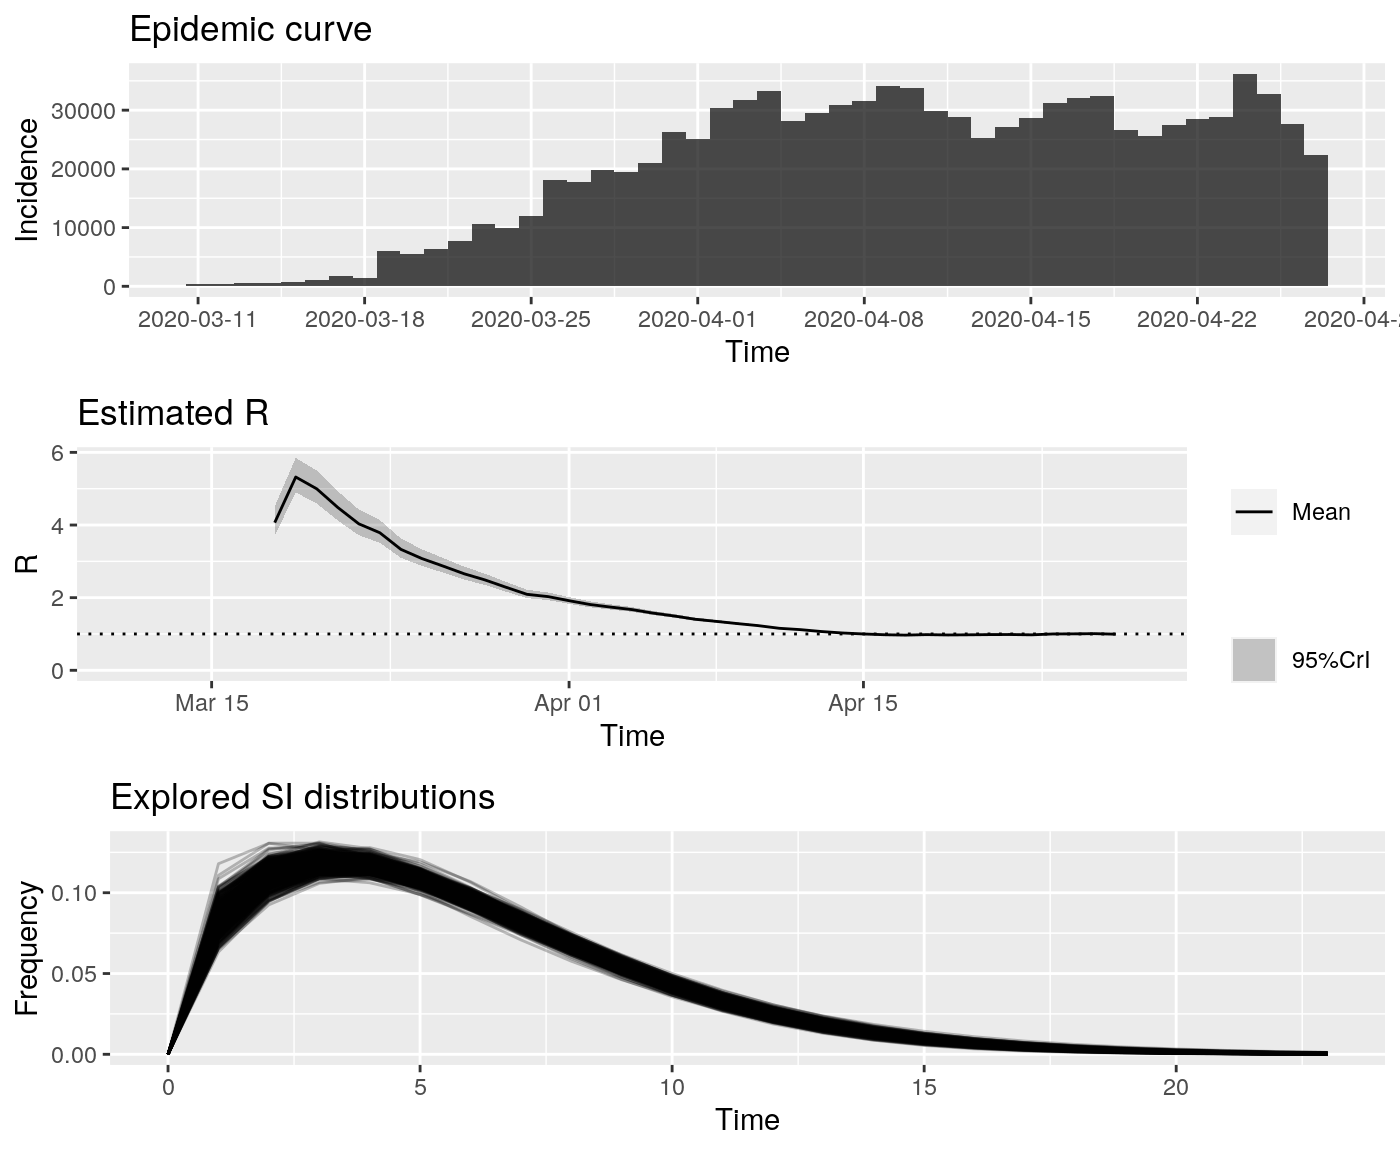 Epidemic curve
Incidence
30000
20000
10000
0
2020-03-11 2020-03-18 2020-03-25 2020-04-01 2020-04-08 2020-04-15 2020-04-22 2020-04-
Time
Estimated R
R
6
4
2
0
Mar 15 Apr 01 Apr 15
Time
Mean
95%CrI
Explored SI distributions
Frequency
0.10
0.05
0.00
0 5 10 15 20
Time